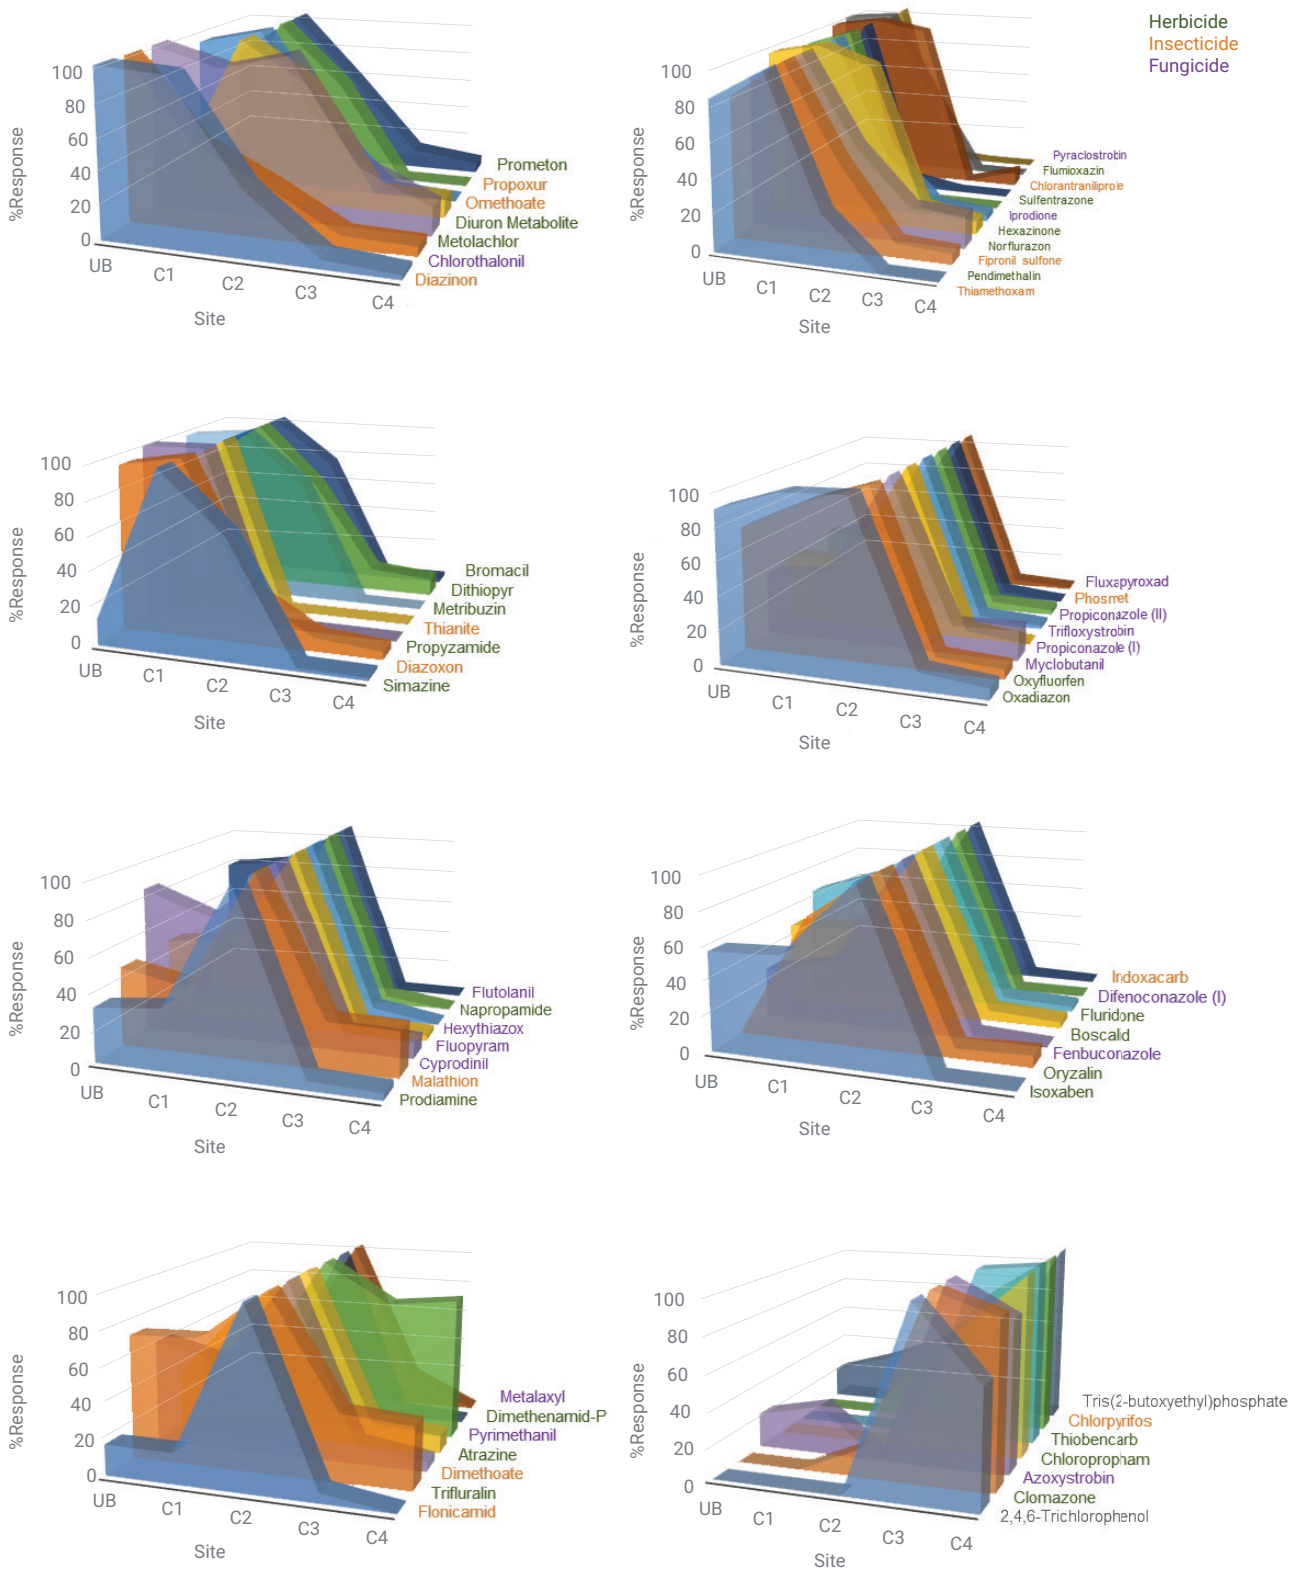 Herbicide
Insecticide
Fungicide
%Response
100
80
60
40
20
0
UB
C1
C2
C3
C4
Site
Prometon
Propoxur
Omethoate
Diuron Metabolite
Metolachlor
Chlorothalonil
Diazinon
%Response
100
80
60
40
20
0
UB
C1
C2
C3
C4
Site
Pyraclostrobin
Flumioxazin
Chlorantraniliprole
Sulfentrazone
Iprodione
Hexazinone
Norflurazon
Fipronil sulfone
Pendimethalin
Thiamethoxam
%Response
100
80
60
40
20
0
UB
C1
C2
C3
C4
Site
Bromacil
Dithiopyr
Metribuzin
Thianite
Propyzamide
Diazoxon
Simazine
%Response
100
80
60
40
20
0
UB
C1
C2
C3
C4
Site
Fluxapyroxad
Phosmet
Propiconazole (II)
Trifloxystrobin
Propiconazole (I)
Myclobutanil
Oxyfluorfen
Oxadiazon
%Response
100
80
60
40
20
0
UB
C1
C2
C3
C4
Site
Flutolanil
Napropamide
Hexythiazox
Fluopyram
Cyprodinil
Malathion
Prodiamine
%Response
100
80
60
40
20
0
UB
C1
C2
C3
C4
Site
Indoxacarb
Difenoconazole (I)
Fluridone
Boscalid
Fenbuconazole
Oryzalin
Isoxaben
%Response
100
80
60
40
20
0
UB
C1
C2
C3
C4
Site
Metalaxyl
Dimethenamid-P
Pyrimethanil
Atrazine
Dimethoate
Trifluralin
Flonicamid
%Response
100
80
60
40
20
0
UB
C1
C2
C3
C4
Site
Tris(2-butoxyethyl)phosphate
Chlorpyrifos
Thiobencarb
Chloropropham
Azoxystrobin
Clomazone
2,4,6-Trichlorophenol